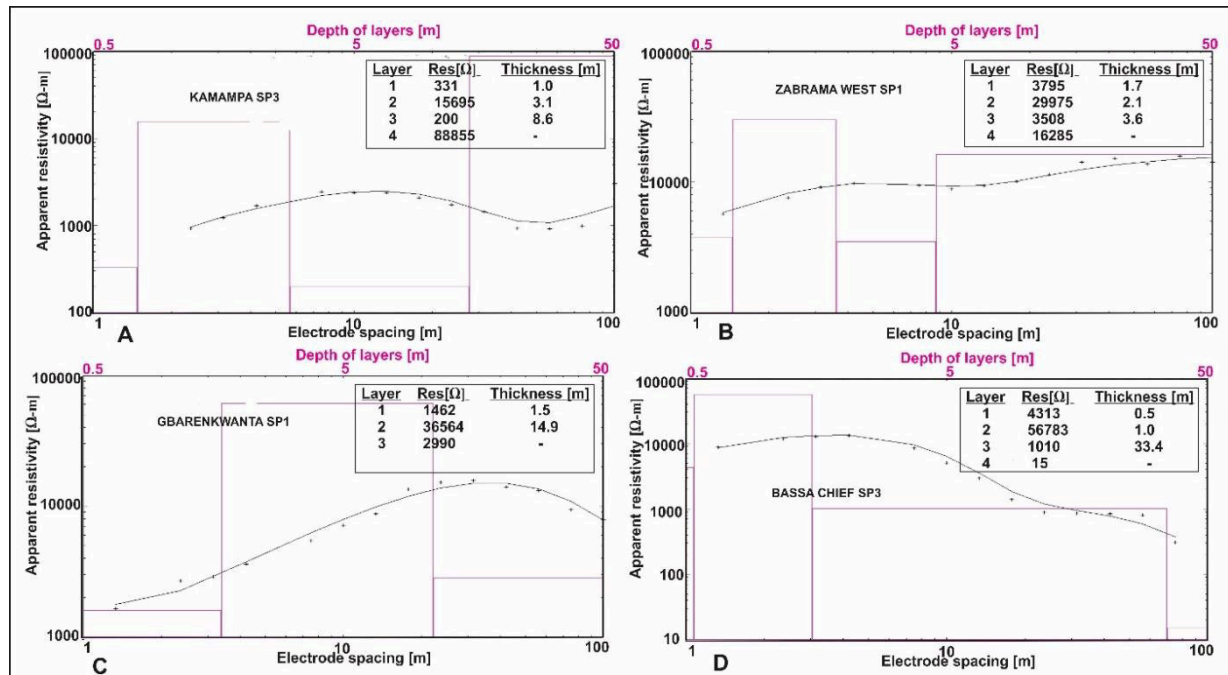 Depth of layers [m]
0.5 5 50
100000
10000
1000
100
Apparent resistivity [Ω-m]
KAMAMPA SP3
Layer Res[Ω] Thickness [m]
1 331 1.0
2 15695 3.1
3 200 8.6
4 88855 -
1 10 100
A
Electrode spacing [m]
Depth of layers [m]
0.5 5 50
100000
10000
1000
Apparent resistivity [Ω-m]
ZABRAMA WEST SP1
Layer Res[Ω] Thickness [m]
1 3795 1.7
2 29975 2.1
3 3508 3.6
4 16285 -
1 10 100
B
Electrode spacing [m]
Depth of layers [m]
0.5 5 50
100000
10000
1000
Apparent resistivity [Ω-m]
GBARENKWANTA SP1
Layer Res[Ω] Thickness [m]
1 1462 1.5
2 36564 14.9
3 2990 -
1 10 100
C
Electrode spacing [m]
Depth of layers [m]
0.5 5 50
100000
10000
1000
100
10
Apparent resistivity [Ω-m]
Layer Res[Ω] Thickness [m]
1 4313 0.5
2 56783 1.0
3 1010 33.4
4 15 -
BASSA CHIEF SP3
1 10 100
D
Electrode spacing [m]